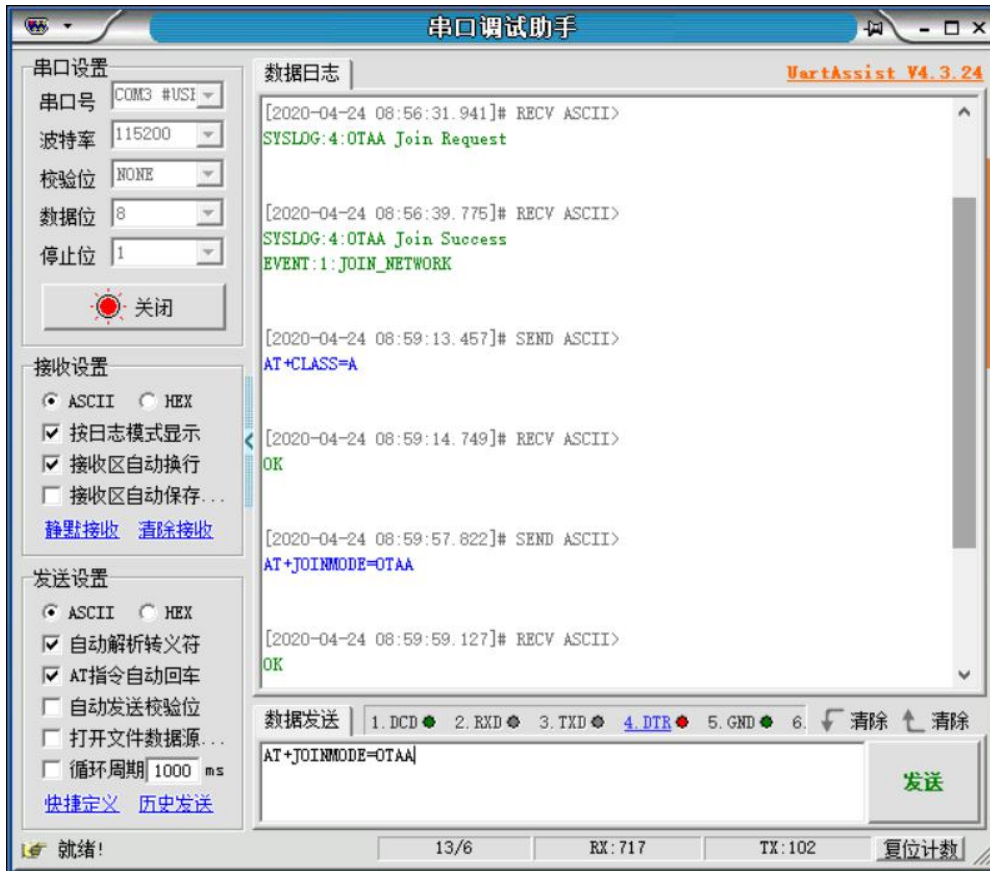 串口调试助手
串口设置
串口号 COM3 #USI
波特率 115200
校验位 NONE
数据位 8
停止位 1
关闭
接收设置
ASCII HEX
按日志模式显示
接收区自动换行
接收区自动保存...
静默接收 清除接收
发送设置
ASCII HEX
自动解析转义符
AT指令自动回车
自动发送校验位
打开文件数据源...
循环周期 1000 ms
快捷定义 历史发送
数据日志 UartAssist V4.3.24
[2020-04-24 08:56:31.941]# RECV ASCII>
SYSLOG:4:OTAA Join Request
[2020-04-24 08:56:39.775]# RECV ASCII>
SYSLOG:4:OTAA Join Success
EVENT:1:JOIN_NETWORK
[2020-04-24 08:59:13.457]# SEND ASCII>
AT+CLASS=A
[2020-04-24 08:59:14.749]# RECV ASCII>
OK
[2020-04-24 08:59:57.822]# SEND ASCII>
AT+JOINMODE=OTAA
[2020-04-24 08:59:59.127]# RECV ASCII>
OK
数据发送 1.DCD 2.RXD 3.TXD 4.DTR 5.GND 6. 清除 清除
AT+JOINMODE=OTAA
发送
就绪! 13/6 RX:717 TX:102 复位计数